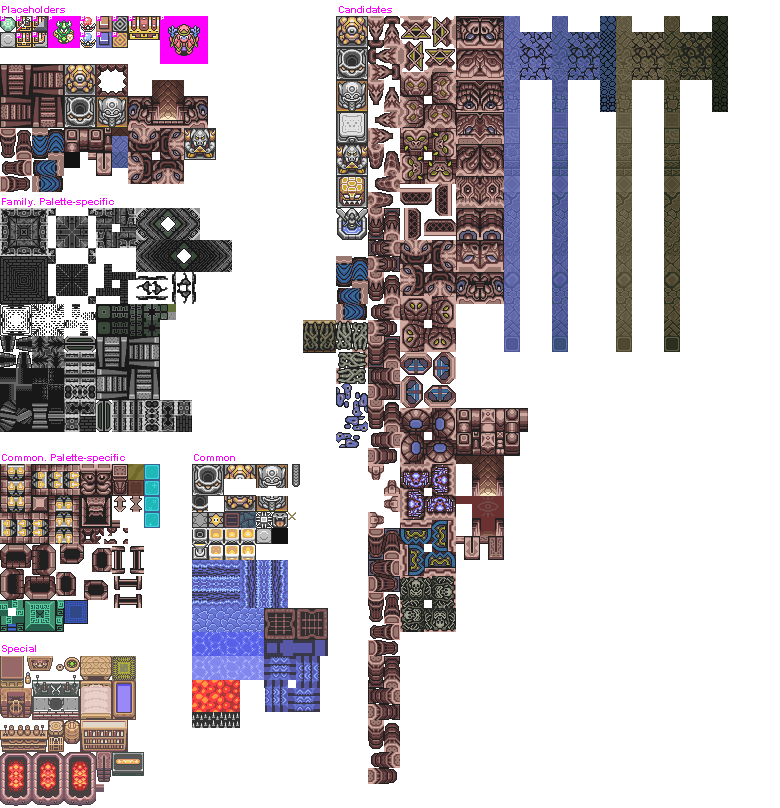 Placeholders
Candidates
Family. Palette-specific
Common. Palette-specific
Common
Special